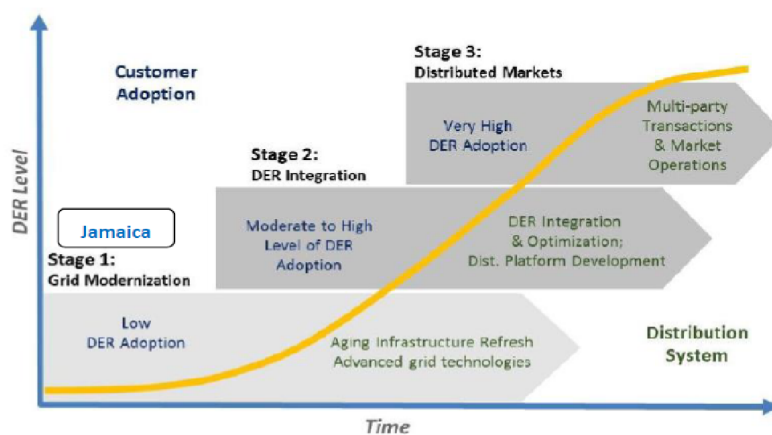 Stage 3:
Distributed Markets
Customer
Adoption
Very High
DER Adoption
Multi-party
Transactions
& Market
Operations
Stage 2:
DER Integration
Moderate to High
Level of DER
Adoption
DER Integration
& Optimization;
Dist. Platform Development
Jamaica
Stage 1:
Grid Modernization
Low
DER Adoption
Aging Infrastructure Refresh
Advanced grid technologies
Distribution
System
DER Level
Time